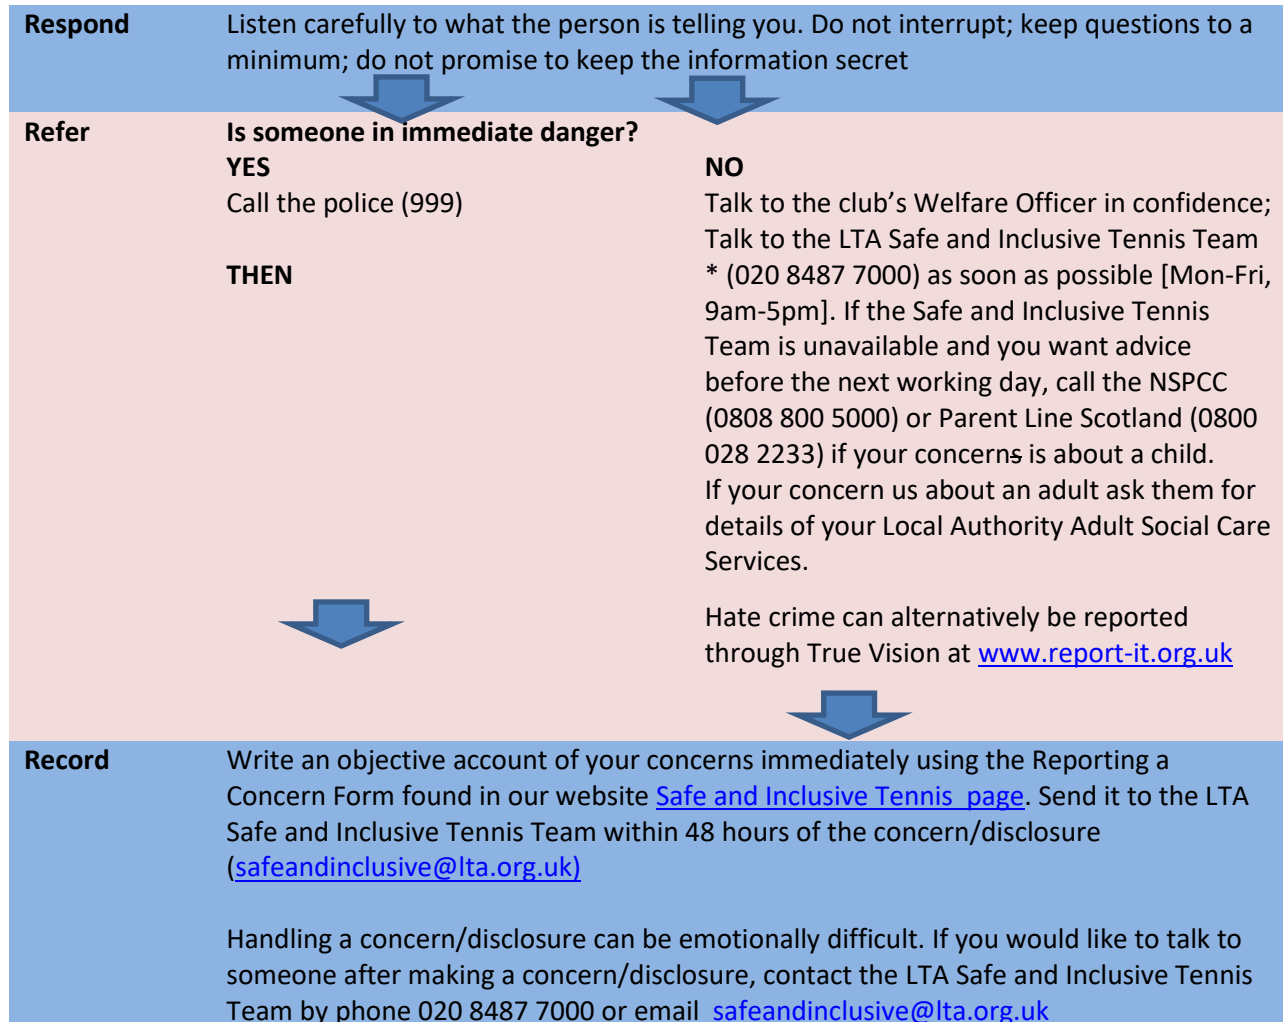 Respond
Listen carefully to what the person is telling you. Do not interrupt; keep questions to a
minimum; do not promise to keep the information secret
Refer
Is someone in immediate danger?
YES
Call the police (999)
THEN
NO
Talk to the club’s Welfare Officer in confidence;
Talk to the LTA Safe and Inclusive Tennis Team
* (020 8487 7000) as soon as possible [Mon-Fri,
9am-5pm]. If the Safe and Inclusive Tennis
Team is unavailable and you want advice
before the next working day, call the NSPCC
(0808 800 5000) or Parent Line Scotland (0800
028 2233) if your concerns is about a child.
If your concern us about an adult ask them for
details of your Local Authority Adult Social Care
Services.
Hate crime can alternatively be reported
through True Vision at www.report-it.org.uk
Record
Write an objective account of your concerns immediately using the Reporting a
Concern Form found in our website Safe and Inclusive Tennis  page. Send it to the LTA
Safe and Inclusive Tennis Team within 48 hours of the concern/disclosure
(safeandinclusive@lta.org.uk)
Handling a concern/disclosure can be emotionally difficult. If you would like to talk to
someone after making a concern/disclosure, contact the LTA Safe and Inclusive Tennis
Team by phone 020 8487 7000 or email  safeandinclusive@lta.org.uk